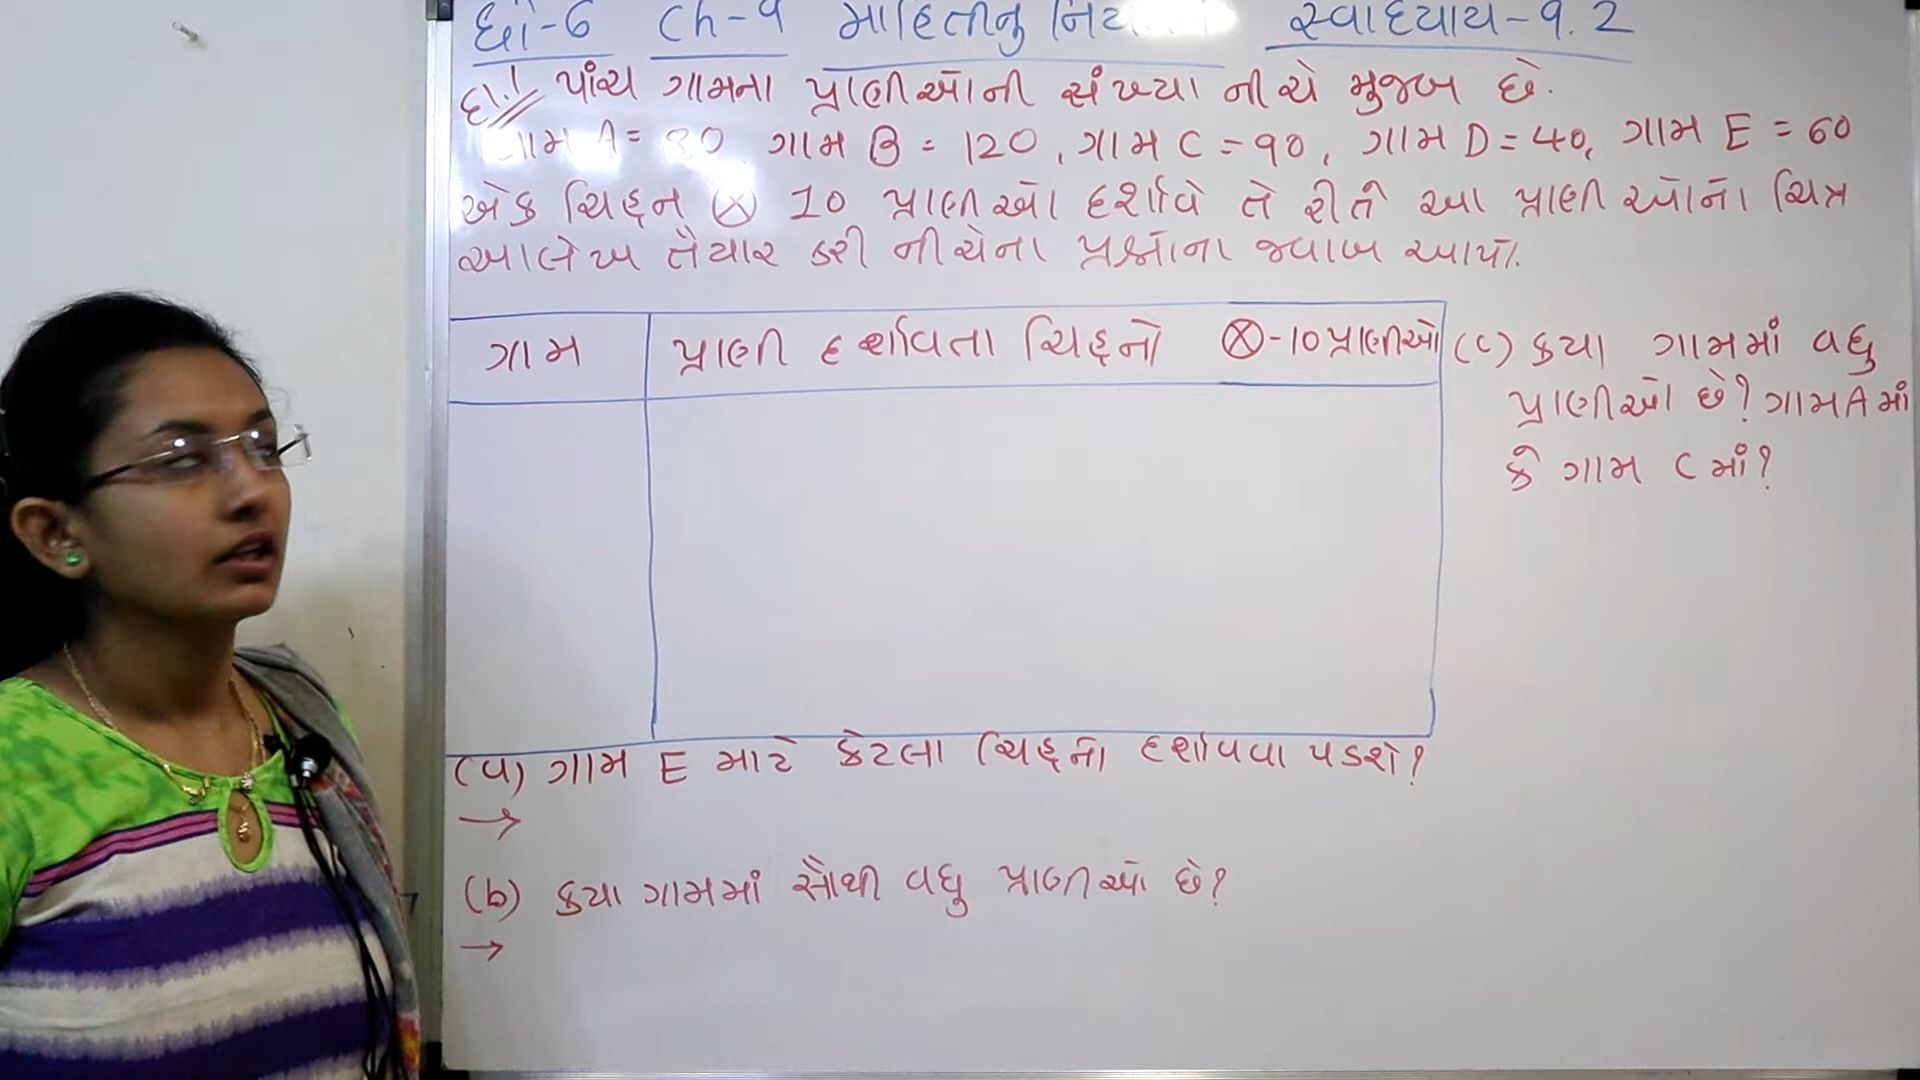 ધો-6 Ch-9 માહિતીનું સ્વાધ્યાય-9.2
દા.1 પાંચ ગામના પ્રાણીઓની સંખ્યા નીચે મુજબ છે.
ગામ A= ગામ B = 120, ગામ C = 90, ગામ D = 40, ગામ E = 60
એક ચિહ્ન ⊗ 10 પ્રાણીઓ દર્શાવે તે રીતે આ પ્રાણીઓનો ચિત્ર
આલેખ તૈયાર કરી નીચેના પ્રશ્નોના જવાબ આપો.
ગામ પ્રાણી દર્શાવતા ચિહ્નો ⊗-10 પ્રાણીઓ
(c) કયા ગામમાં વધુ
પ્રાણીઓ છે? ગામ A માં
કે ગામ C માં?
(a) ગામ E માટે કેટલા ચિહ્નો દર્શાવવા પડશે?
→
(b) કયા ગામમાં સૌથી વધુ પ્રાણીઓ છે?
→